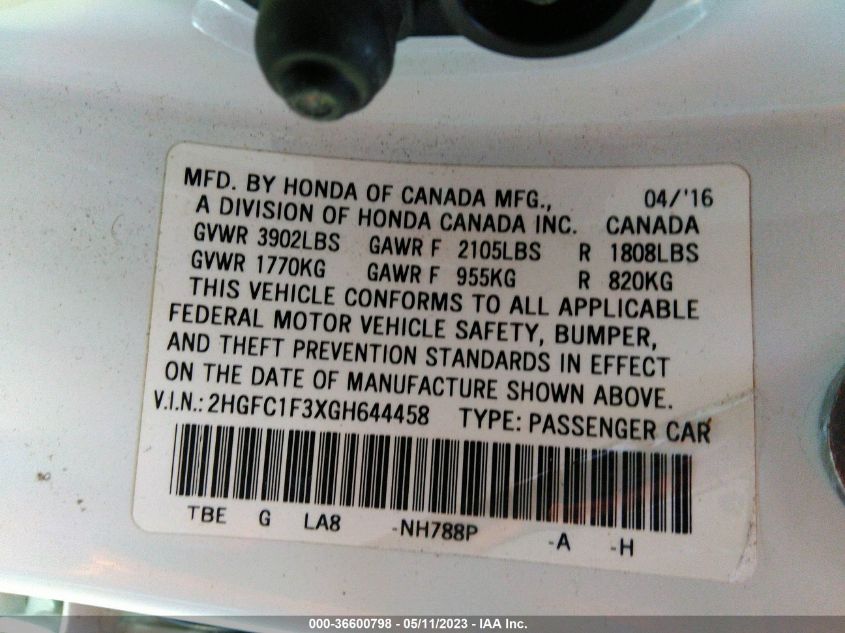 MFD. BY HONDA OF CANADA MFG., 04/'16
A DIVISION OF HONDA CANADA INC. CANADA
GVWR 3902LBS GAWR F 2105LBS R 1808LBS
GVWR 1770KG GAWR F 955KG R 820KG
THIS VEHICLE CONFORMS TO ALL APPLICABLE
FEDERAL MOTOR VEHICLE SAFETY, BUMPER,
AND THEFT PREVENTION STANDARDS IN EFFECT
ON THE DATE OF MANUFACTURE SHOWN ABOVE.
V.I.N.: 2HGFC1F3XGH644458 TYPE: PASSENGER CAR
TBE G LA8 -NH788P -A -H
000-36600798 - 05/11/2023 - IAA Inc.